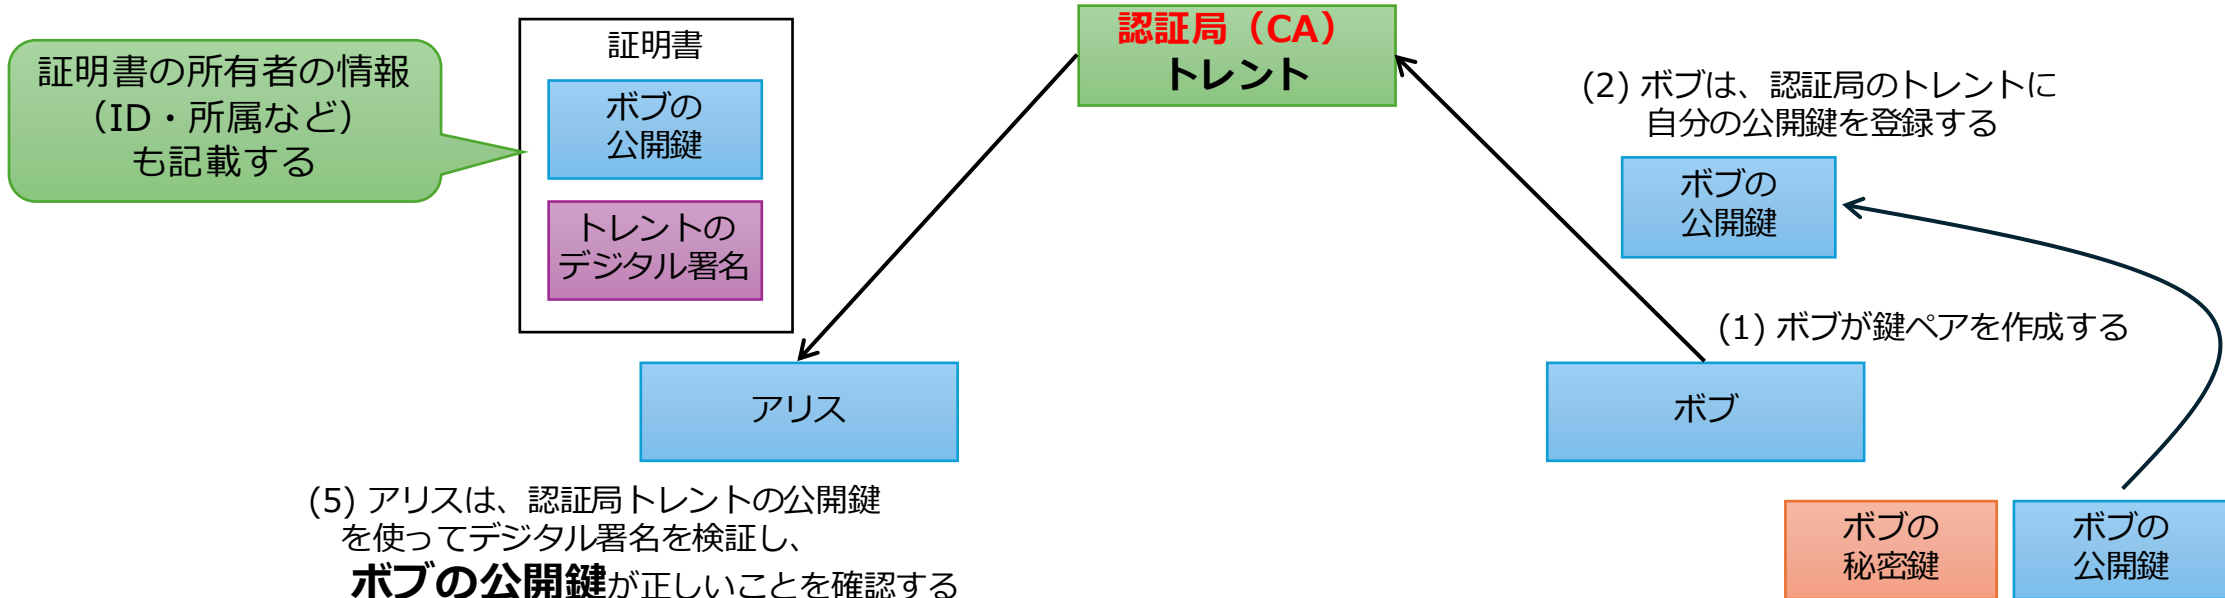 認証局（CA）
トレント
証明書の所有者の情報
（ID・所属など）
も記載する
証明書
ボブの
公開鍵
トレントの
デジタル署名
(2) ボブは、認証局のトレントに
自分の公開鍵を登録する
ボブの
公開鍵
(1) ボブが鍵ペアを作成する
アリス
ボブ
(5) アリスは、認証局トレントの公開鍵
を使ってデジタル署名を検証し、
ボブの公開鍵が正しいことを確認する
ボブの
秘密鍵
ボブの
公開鍵